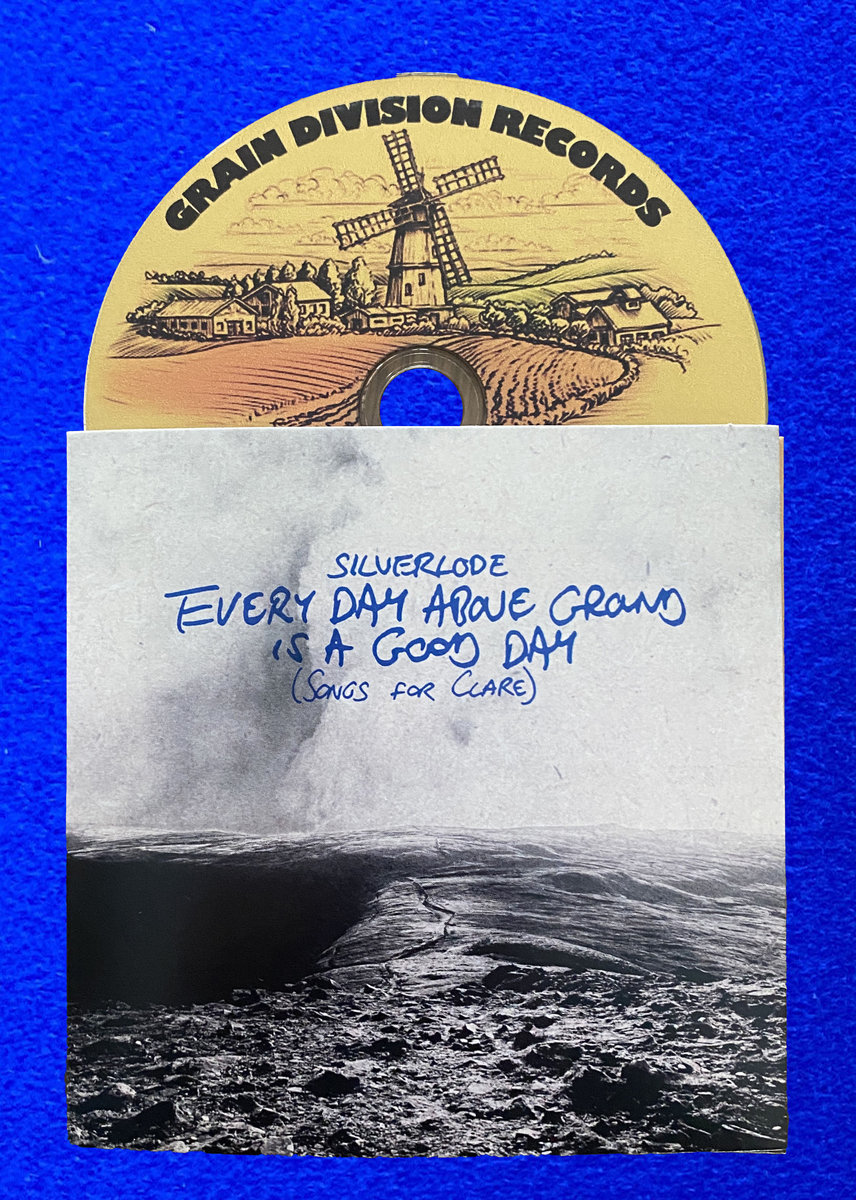 GRAIN DIVISION RECORDS
SILVERLODE
EVERY DAY ABOVE GROUND
IS A GOOD DAY
(SONGS FOR CLARE)